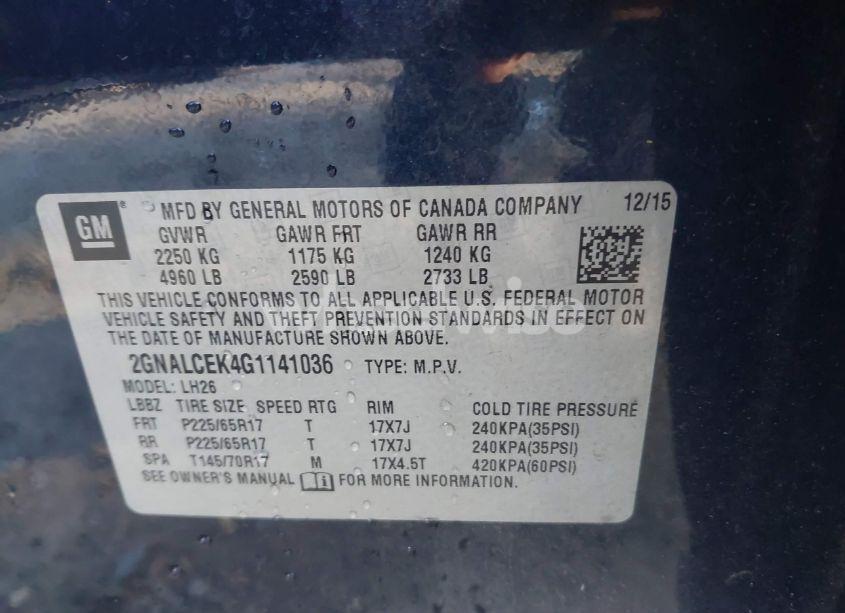 GM ® MFD BY GENERAL MOTORS OF CANADA COMPANY 12/15
GVWR GAWR FRT GAWR RR
2250 KG 1175 KG 1240 KG
4960 LB 2590 LB 2733 LB
THIS VEHICLE CONFORMS TO ALL APPLICABLE U.S. FEDERAL MOTOR
VEHICLE SAFETY AND THEFT PREVENTION STANDARDS IN EFFECT ON
THE DATE OF MANUFACTURE SHOWN ABOVE.
2GNALCEK4G1141036 TYPE: M.P.V.
MODEL: LH26
LBBZ TIRE SIZE SPEED RTG RIM COLD TIRE PRESSURE
FRT P225/65R17 T 17X7J 240KPA(35PSI)
RR P225/65R17 T 17X7J 240KPA(35PSI)
SPA T145/70R17 M 17X4.5T 420KPA(60PSI)
SEE OWNER'S MANUAL FOR MORE INFORMATION.